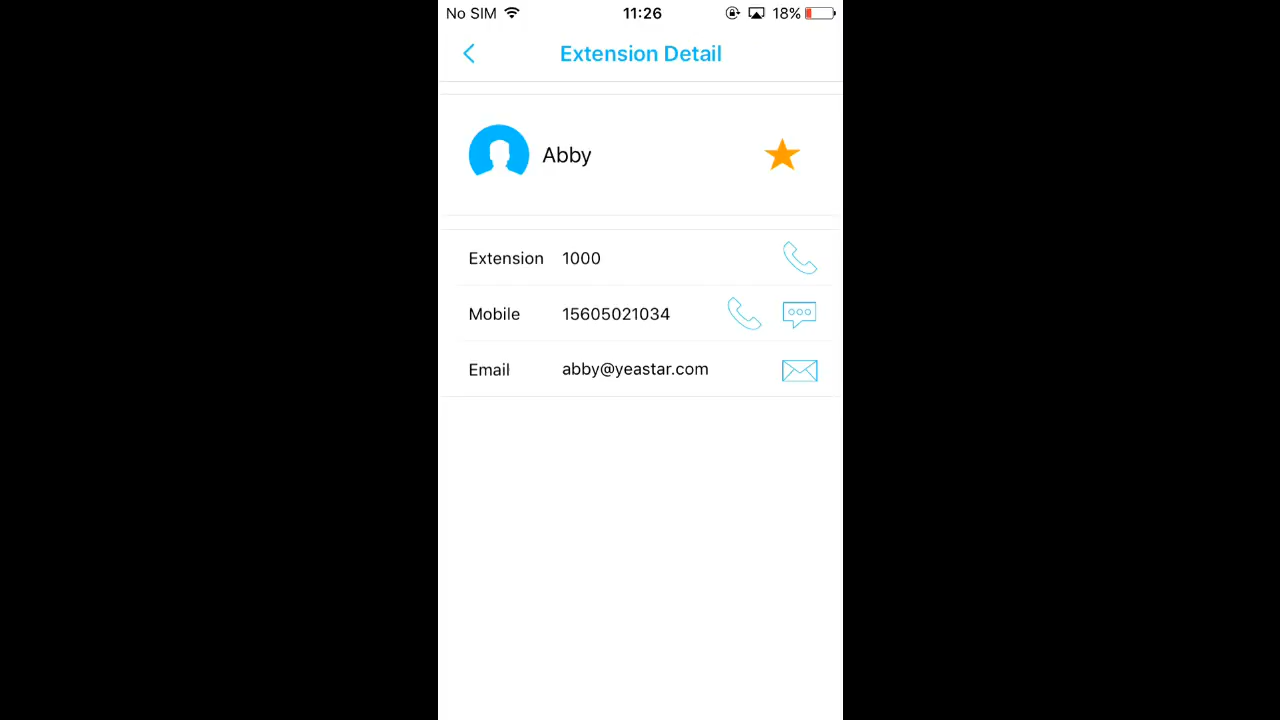 No SIM 11:26 18%
Extension Detail
Abby
Extension 1000
Mobile 15605021034
Email abby@yeastar.com